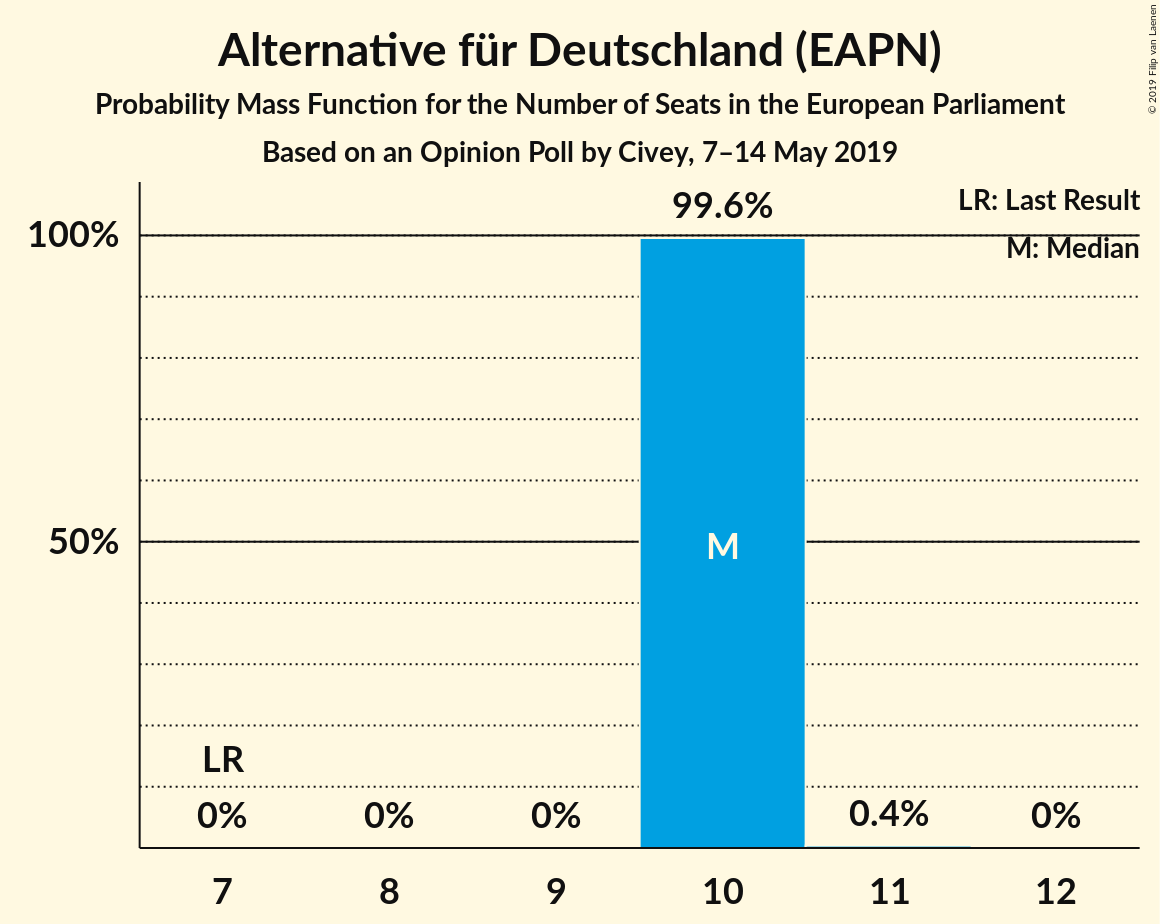 Alternative für Deutschland (EAPN)
Probability Mass Function for the Number of Seats in the European Parliament
Based on an Opinion Poll by Civey, 7–14 May 2019
© 2019 Filip van Laenen
LR: Last Result
M: Median
99.6%
100%
50%
M
LR
0%
0%
0%
0.4%
0%
7
8
9
10
11
12